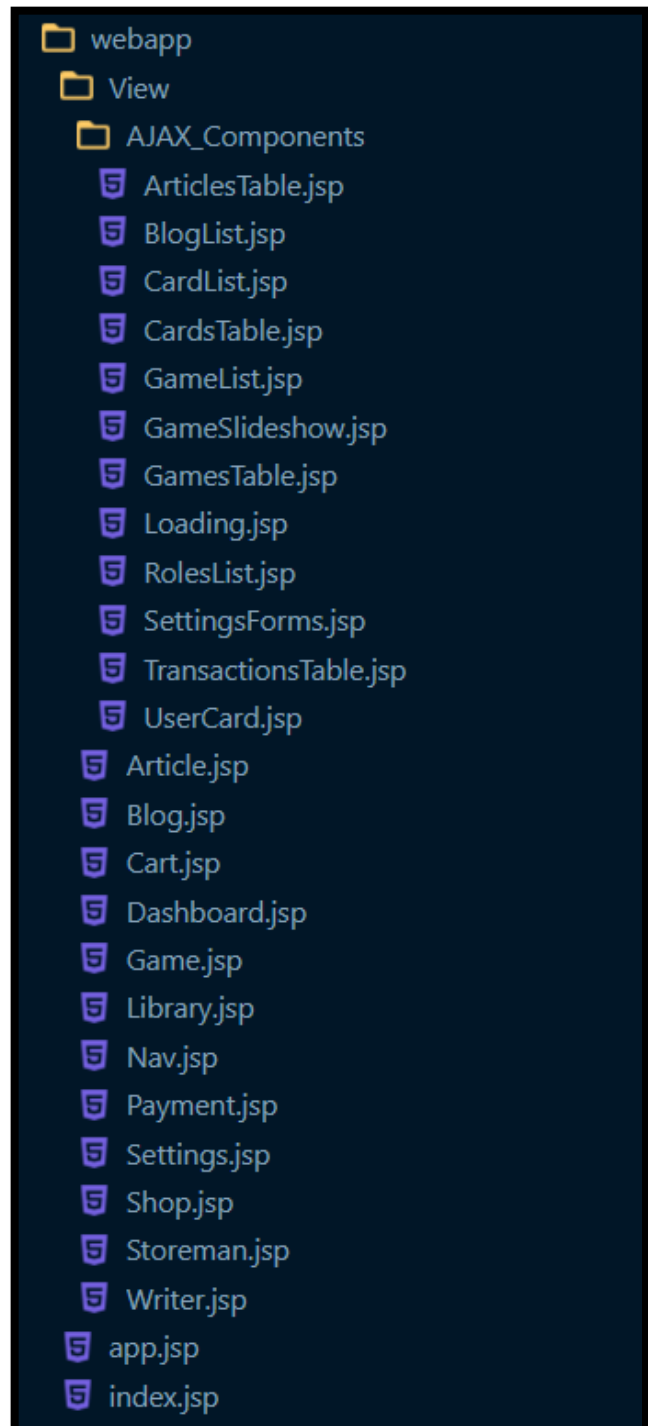 webapp
View
AJAX_Components
ArticlesTable.jsp
BlogList.jsp
CardList.jsp
CardsTable.jsp
GameList.jsp
GameSlideshow.jsp
GamesTable.jsp
Loading.jsp
RolesList.jsp
SettingsForms.jsp
TransactionsTable.jsp
UserCard.jsp
Article.jsp
Blog.jsp
Cart.jsp
Dashboard.jsp
Game.jsp
Library.jsp
Nav.jsp
Payment.jsp
Settings.jsp
Shop.jsp
Storeman.jsp
Writer.jsp
app.jsp
index.jsp